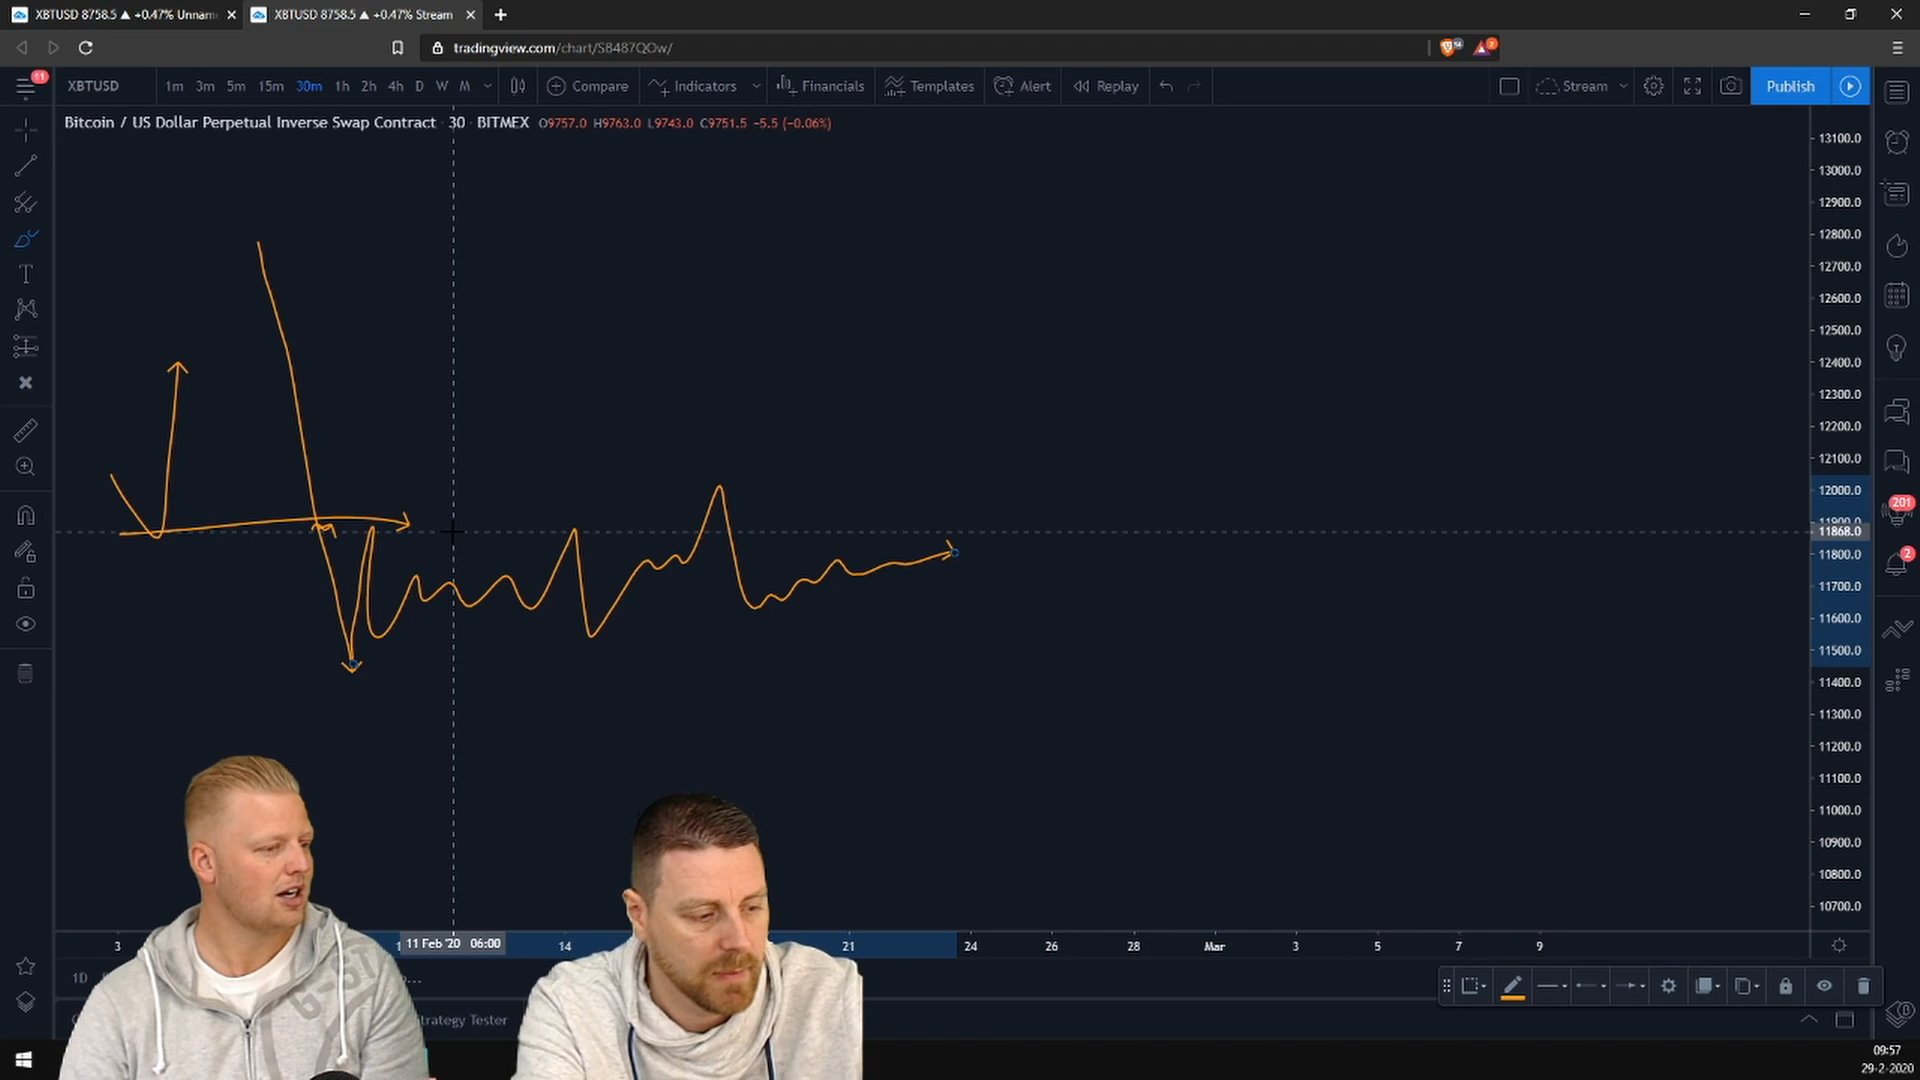 XBTUSD 8758.5 ▲ +0.47% Unnam
XBTUSD 8758.5 ▲ +0.47% Stream
tradingview.com/chart/SB487QOw/
11
XBTUSD
1m 3m 5m 15m 30m 1h 2h 4h D W M
Compare
Indicators
Financials
Templates
Alert
Replay
Stream
Publish
Bitcoin / US Dollar Perpetual Inverse Swap Contract · 30 · BITMEX O9757.0 H9763.0 L9743.0 C9751.5 -5.5 (-0.06%)
13100.0
13000.0
12900.0
12800.0
12700.0
12600.0
12500.0
12400.0
12300.0
12200.0
12100.0
12000.0
11900.0
11868.0
11800.0
11700.0
11600.0
11500.0
11400.0
11300.0
11200.0
11100.0
11000.0
10900.0
10800.0
10700.0
201
2
3
11 Feb '20 06:00
14
21
24
26
28
Mar
3
5
7
9
1D
trategy Tester
09:57
29-2-2020